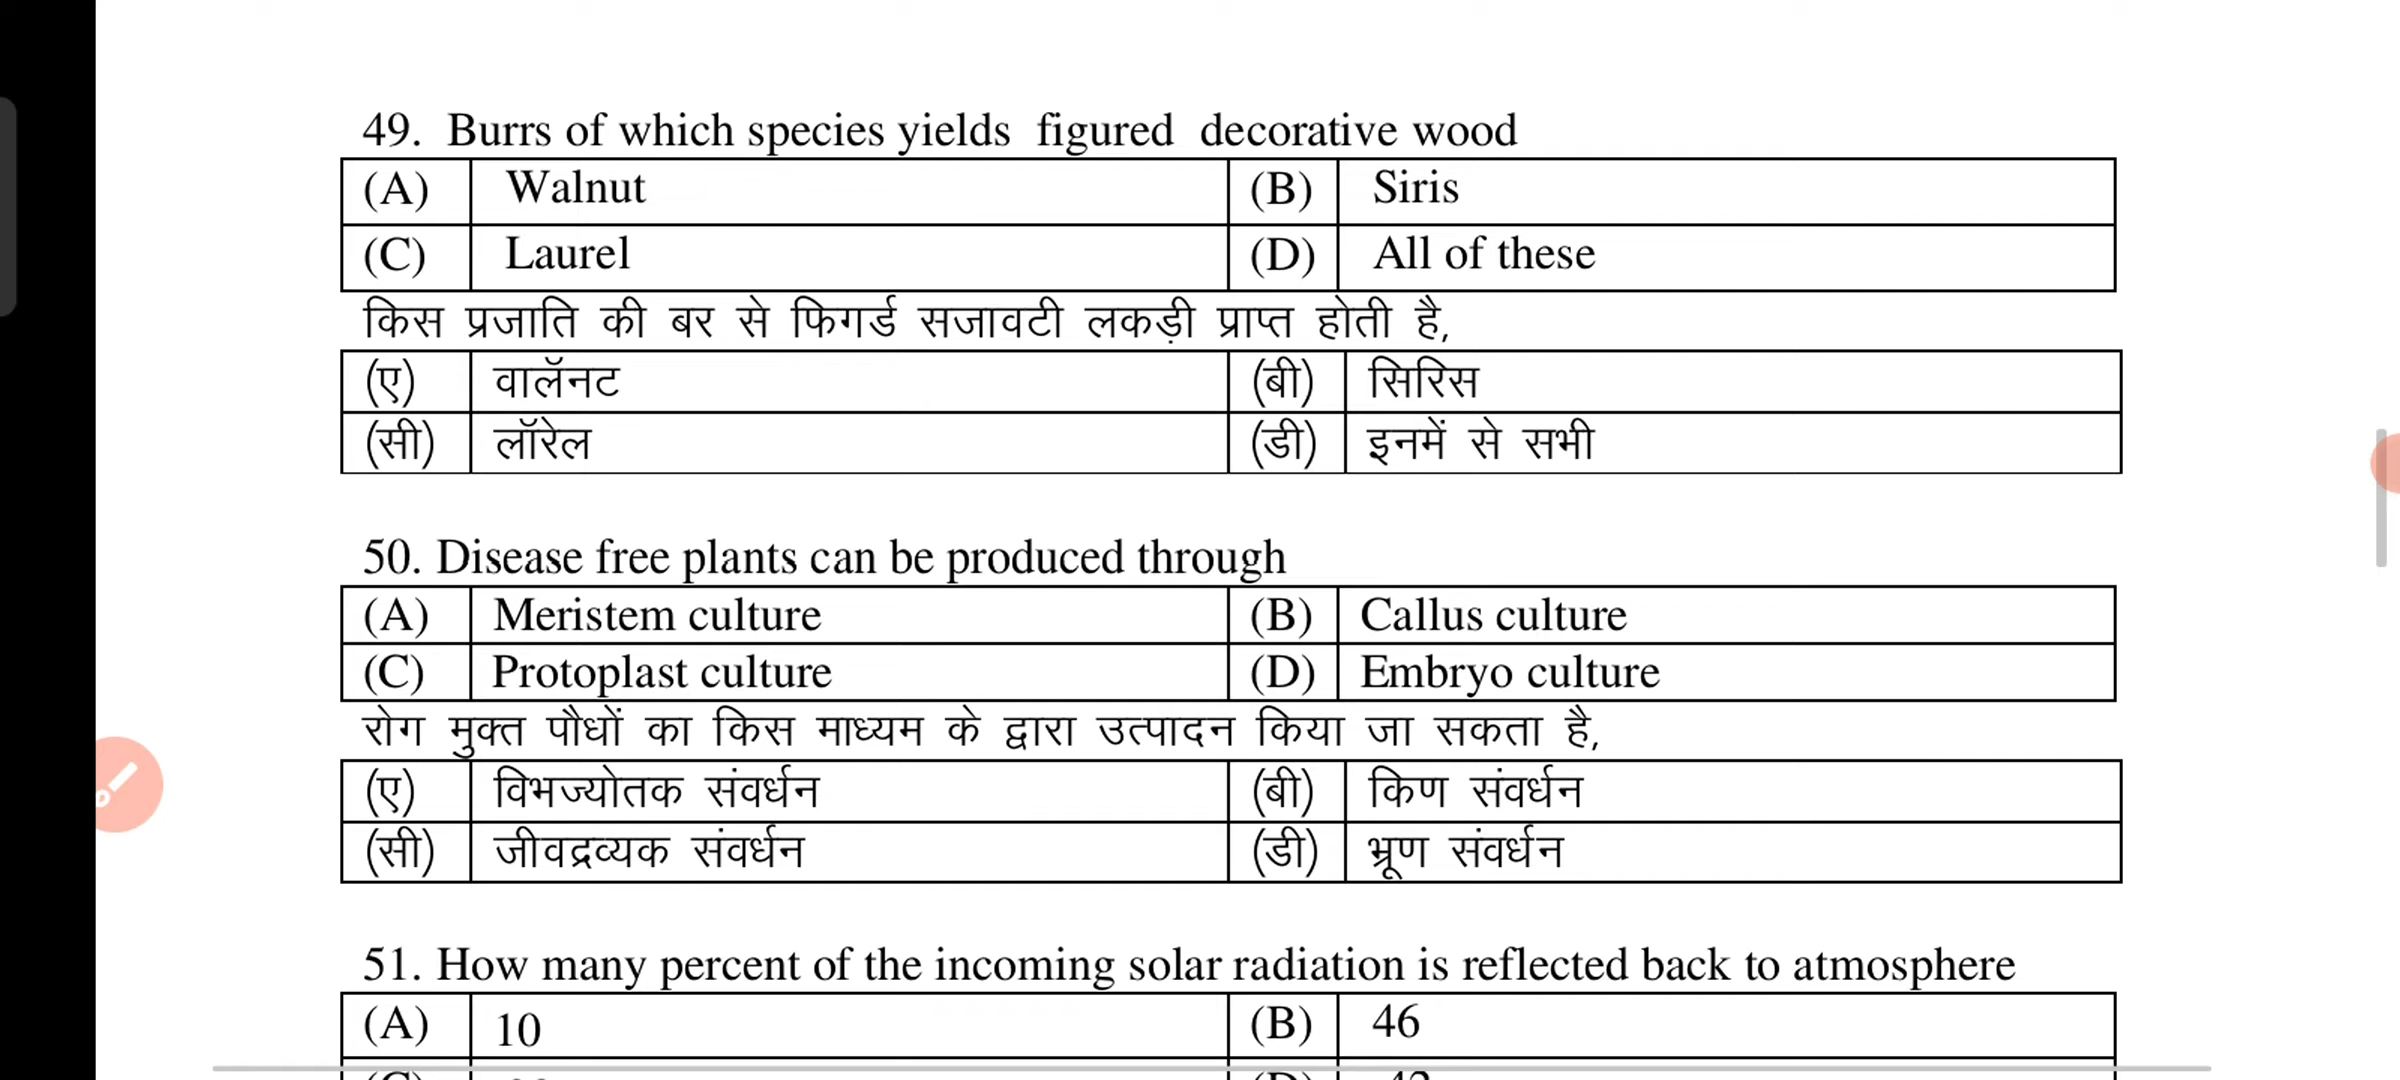 49. Burrs of which species yields figured decorative wood
(A) Walnut (B) Siris
(C) Laurel (D) All of these
किस प्रजाति की बर से फिगर्ड सजावटी लकड़ी प्राप्त होती है,
(ए) वालॅनट (बी) सिरिस
(सी) लॉरेल (डी) इनमें से सभी
50. Disease free plants can be produced through
(A) Meristem culture (B) Callus culture
(C) Protoplast culture (D) Embryo culture
रोग मुक्त पौधों का किस माध्यम के द्वारा उत्पादन किया जा सकता है,
(ए) विभज्योतक संवर्धन (बी) किण संवर्धन
(सी) जीवद्रव्यक संवर्धन (डी) भ्रूण संवर्धन
51. How many percent of the incoming solar radiation is reflected back to atmosphere
(A) 10 (B) 46